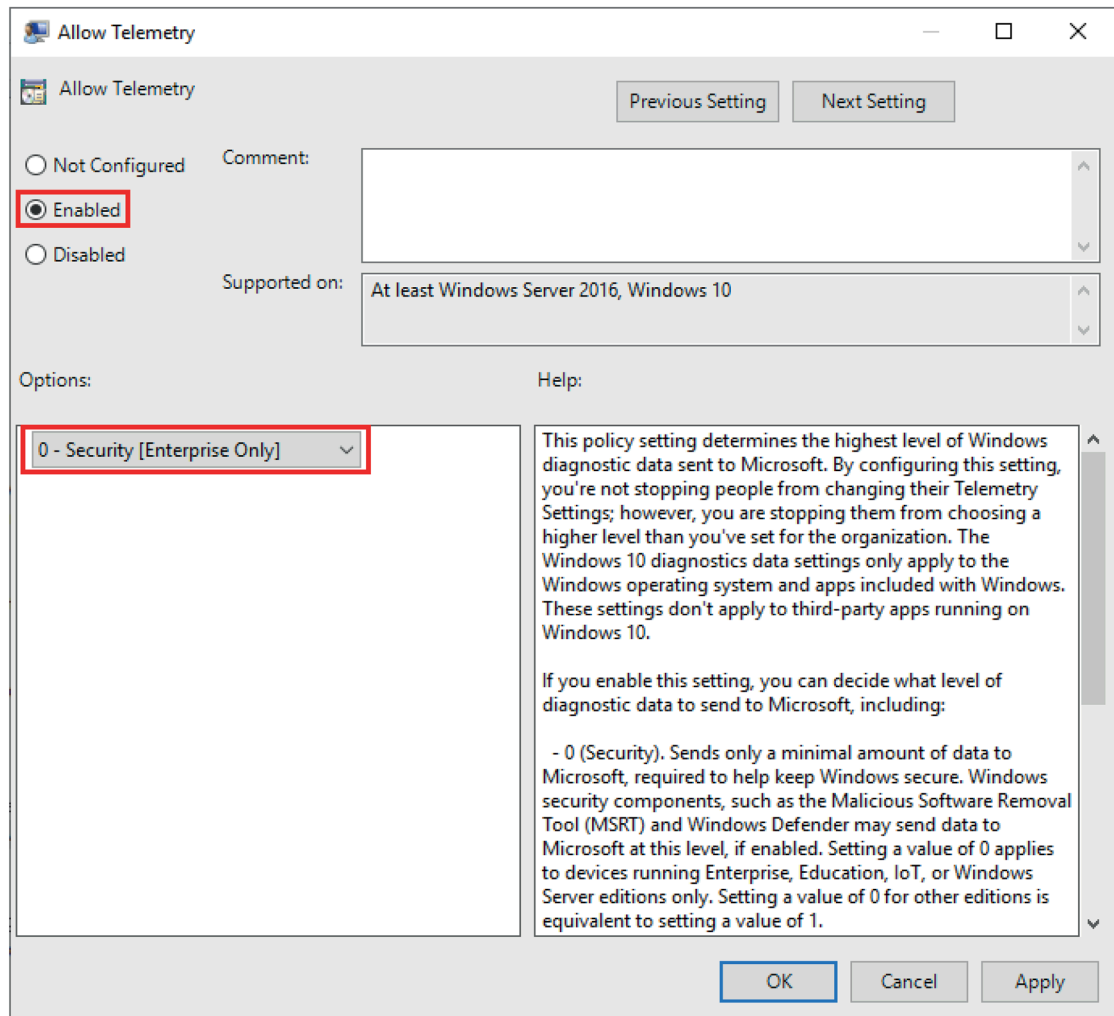 Allow Telemetry
Allow Telemetry
Previous Setting
Next Setting
Not Configured
Comment:
Enabled
Disabled
Supported on:
At least Windows Server 2016, Windows 10
Options:
Help:
0 - Security [Enterprise Only]
This policy setting determines the highest level of Windows
diagnostic data sent to Microsoft. By configuring this setting,
you're not stopping people from changing their Telemetry
Settings; however, you are stopping them from choosing a
higher level than you've set for the organization. The
Windows 10 diagnostics data settings only apply to the
Windows operating system and apps included with Windows.
These settings don't apply to third-party apps running on
Windows 10.
If you enable this setting, you can decide what level of
diagnostic data to send to Microsoft, including:
- 0 (Security). Sends only a minimal amount of data to
Microsoft, required to help keep Windows secure. Windows
security components, such as the Malicious Software Removal
Tool (MSRT) and Windows Defender may send data to
Microsoft at this level, if enabled. Setting a value of 0 applies
to devices running Enterprise, Education, IoT, or Windows
Server editions only. Setting a value of 0 for other editions is
equivalent to setting a value of 1.
OK
Cancel
Apply